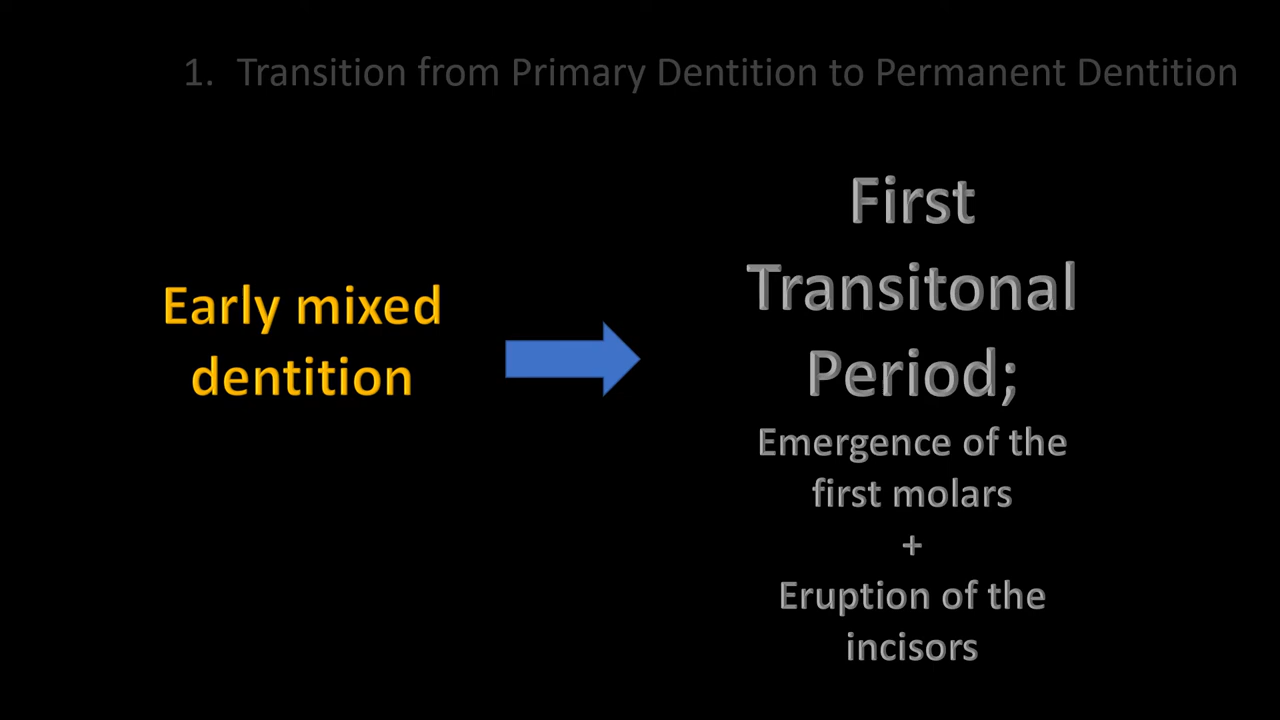 1. Transition from Primary Dentition to Permanent Dentition
Early mixed
dentition
First
Transitonal
Period;
Emergence of the
first molars
+
Eruption of the
incisors